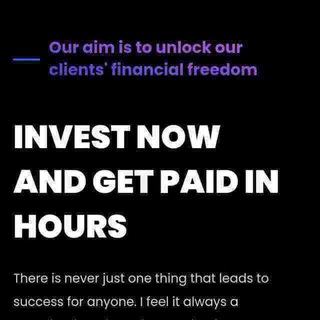 Our aim is to unlock our
clients' financial freedom
INVEST NOW
AND GET PAID IN
HOURS
There is never just one thing that leads to
success for anyone. I feel it always a